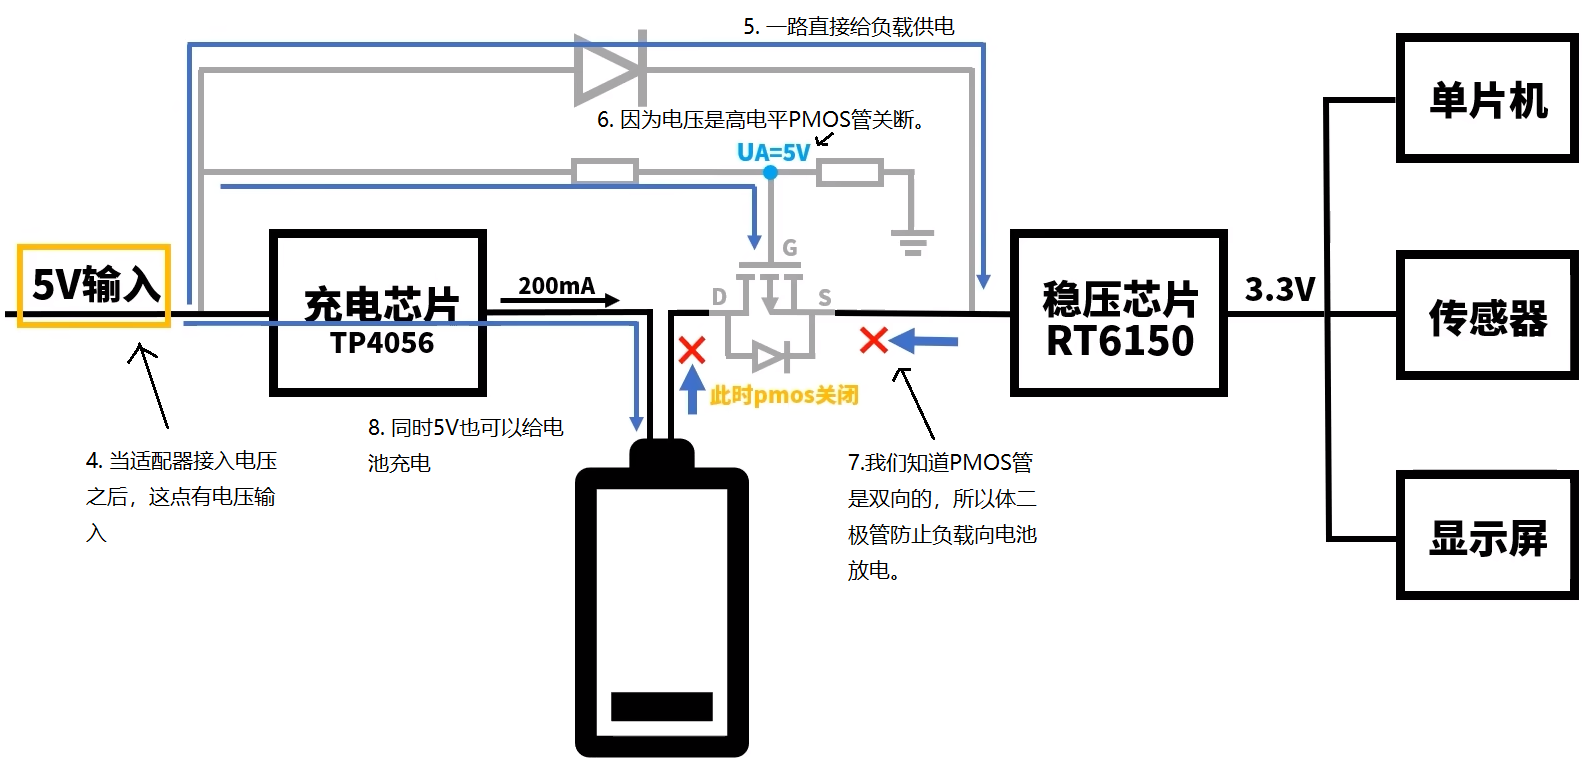 5. 一路直接给负载供电
6. 因为电压是高电平PMOS管关断。
UA=5V
单片机
G
5V输入
充电芯片
TP4056
200mA
D
S
稳压芯片
RT6150
3.3V
传感器
此时pmos关闭
8. 同时5V也可以给电
池充电
4. 当适配器接入电压
之后，这点有电压输
入
7.我们知道PMOS管
是双向的，所以体二
极管防止负载向电池
放电。
显示屏